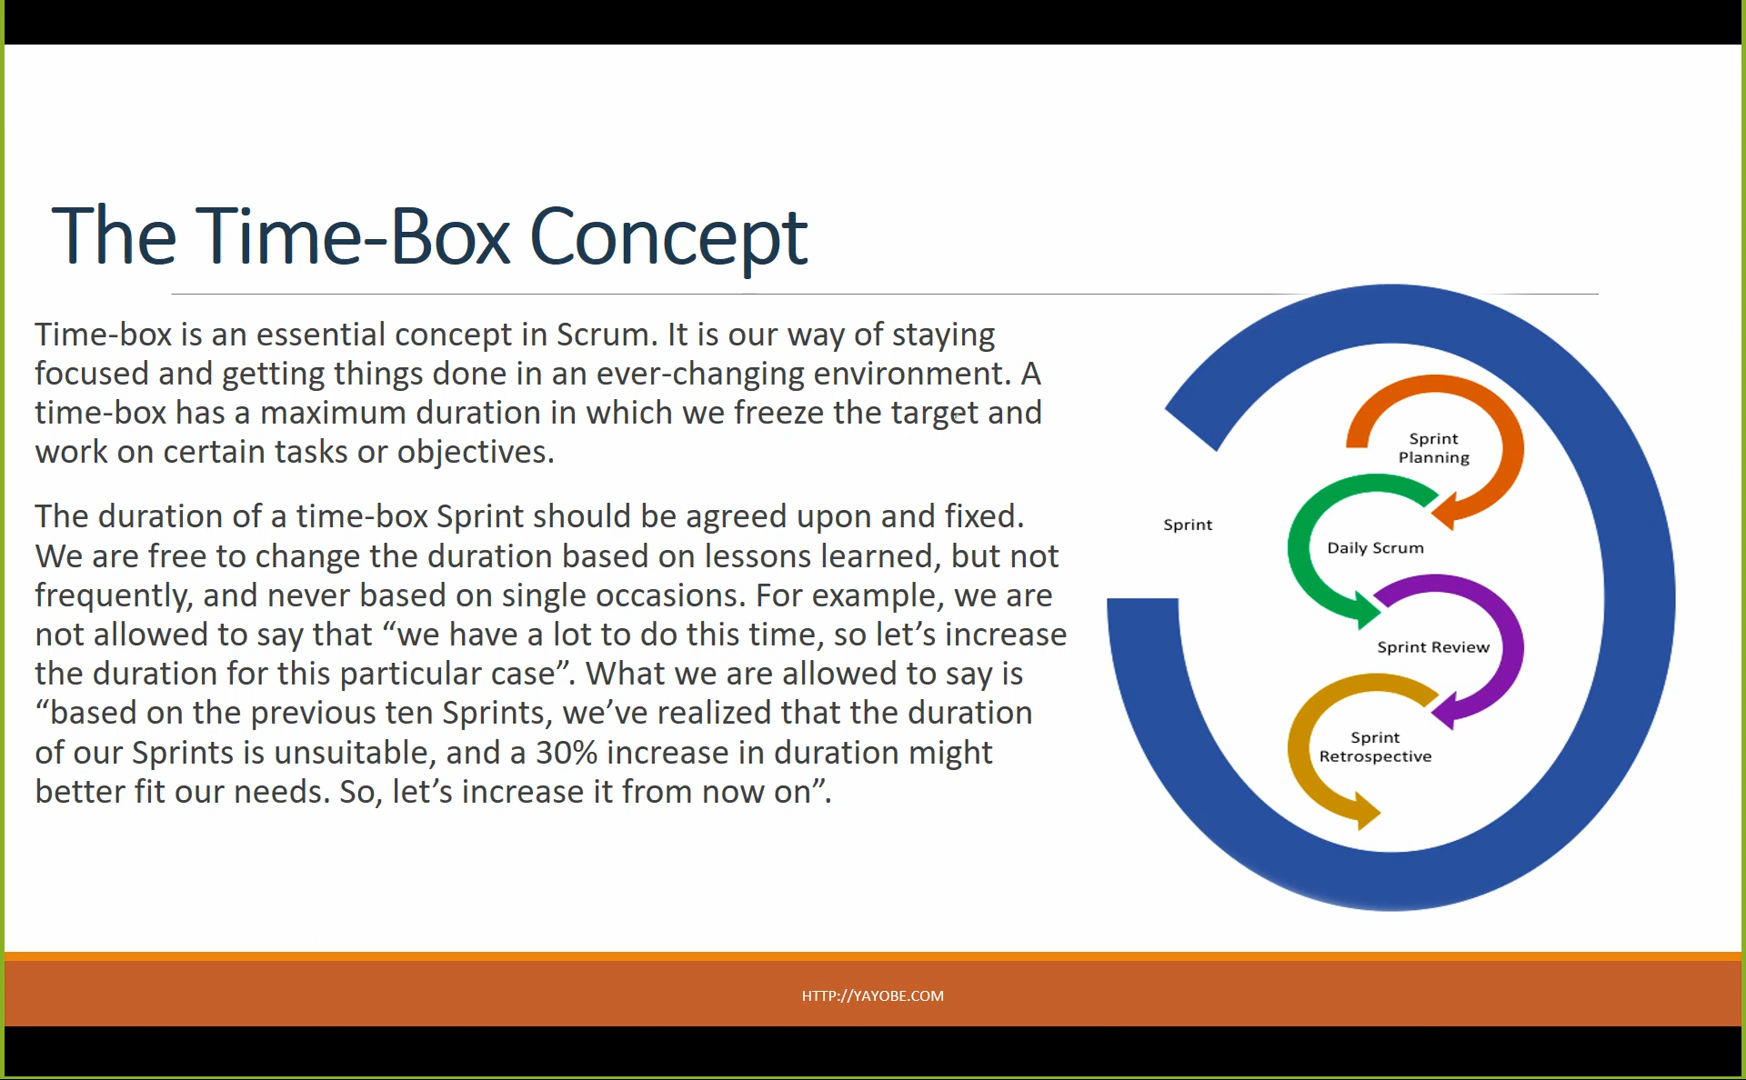 The Time-Box Concept
Time-box is an essential concept in Scrum. It is our way of staying
focused and getting things done in an ever-changing environment. A
time-box has a maximum duration in which we freeze the target and
work on certain tasks or objectives.
The duration of a time-box Sprint should be agreed upon and fixed.
We are free to change the duration based on lessons learned, but not
frequently, and never based on single occasions. For example, we are
not allowed to say that “we have a lot to do this time, so let’s increase
the duration for this particular case”. What we are allowed to say is
“based on the previous ten Sprints, we’ve realized that the duration
of our Sprints is unsuitable, and a 30% increase in duration might
better fit our needs. So, let’s increase it from now on”.
Sprint
Sprint
Planning
Daily Scrum
Sprint Review
Sprint
Retrospective
HTTP://YAYOBE.COM